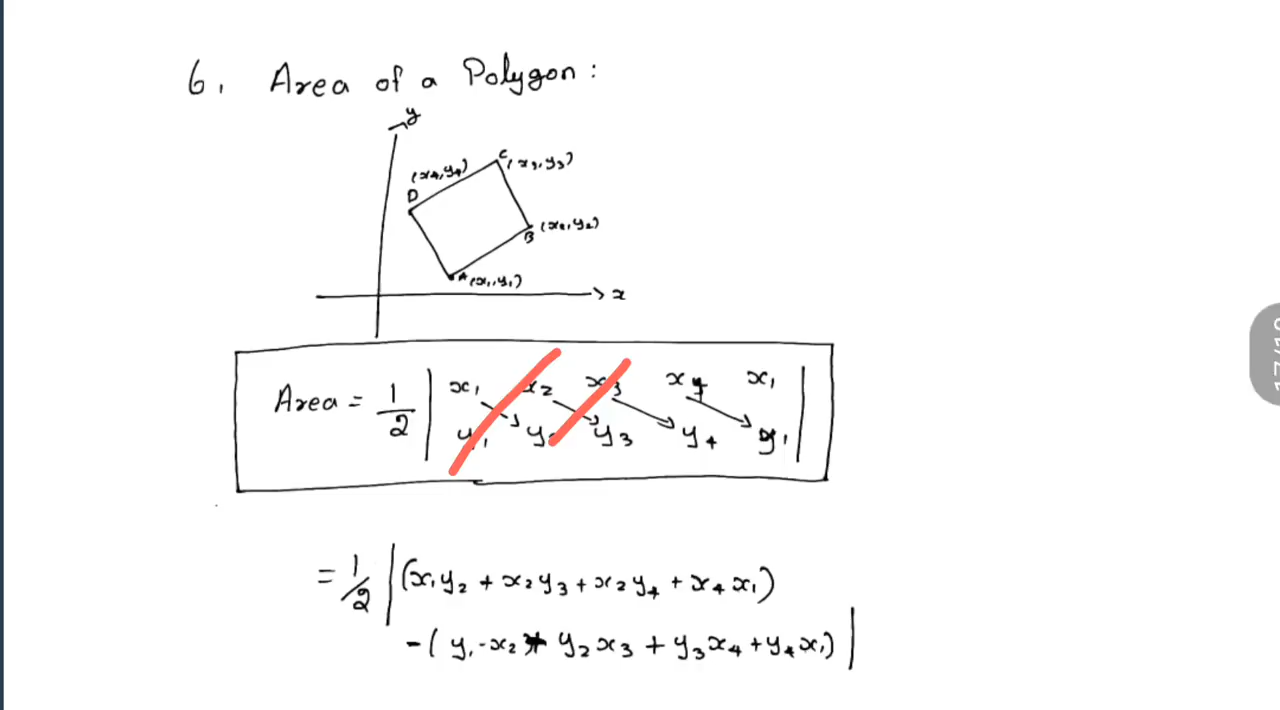 6. Area of a Polygon :
y
C (x3, y3)
(x4, y4)
D
(x2, y2)
B
A (x1, y1)
x
Area = 1/2 | x1 x2 x3 x4 x1
y1 y2 y3 y4 y1 |
= 1/2 | (x1y2 + x2y3 + x2y4 + x4x1)
- (y1·x2 + y2x3 + y3x4 + y4x1) |